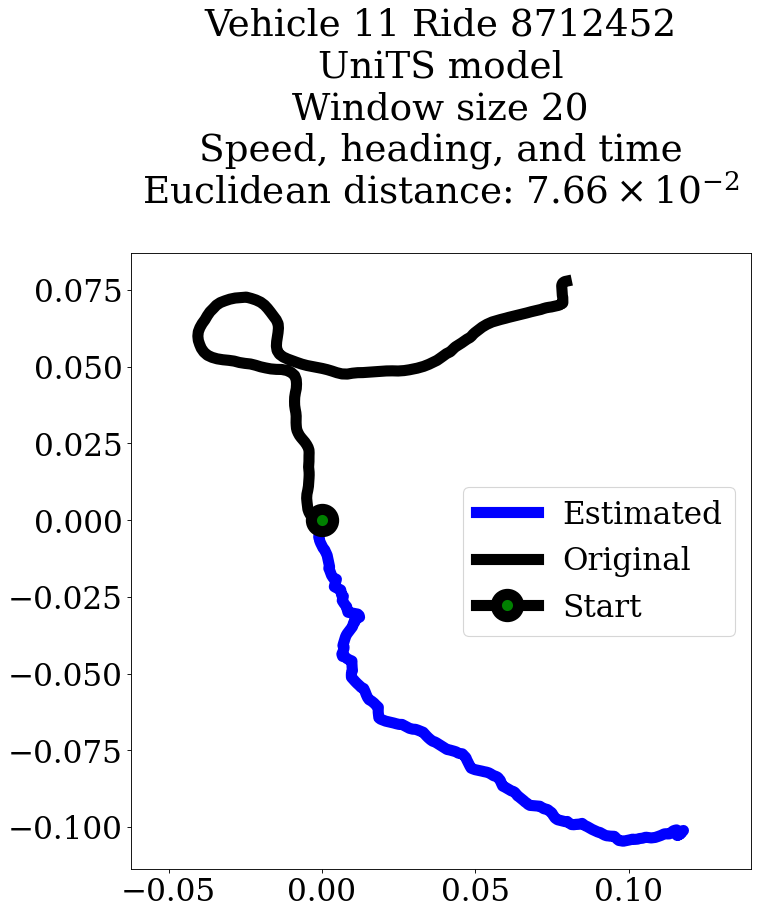 Vehicle 11 Ride 8712452
UniTS model
Window size 20
Speed, heading, and time
Euclidean distance: 7.66 × 10⁻²
0.075
0.050
0.025
0.000
−0.025
−0.050
−0.075
−0.100
Estimated
Original
Start
−0.05 0.00 0.05 0.10